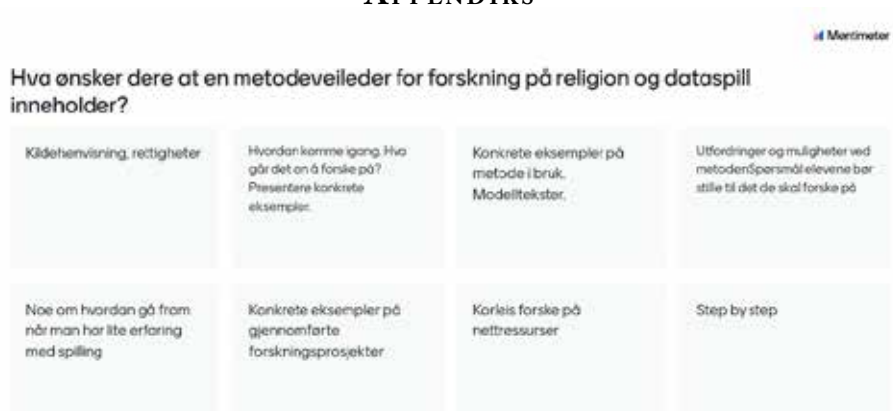 APPENDIKS
Mentimeter
Hva ønsker dere at en metodeveileder for forskning på religion og dataspill
inneholder?
Kildehenvisning, rettigheter
Hvordan komme igang. Hva
går det an å forske på?
Presentere konkrete
eksempler.
Konkrete eksempler på
metode i bruk.
Modelltekster.
Utfordringer og muligheter ved
metodenSpørsmål elevene bør
stille til det de skal forske på
Noe om hvordan gå fram
når man har lite erfaring
med spilling
Konkrete eksempler på
gjennomførte
forskningsprosjekter
Korleis forske på
nettressurser
Step by step